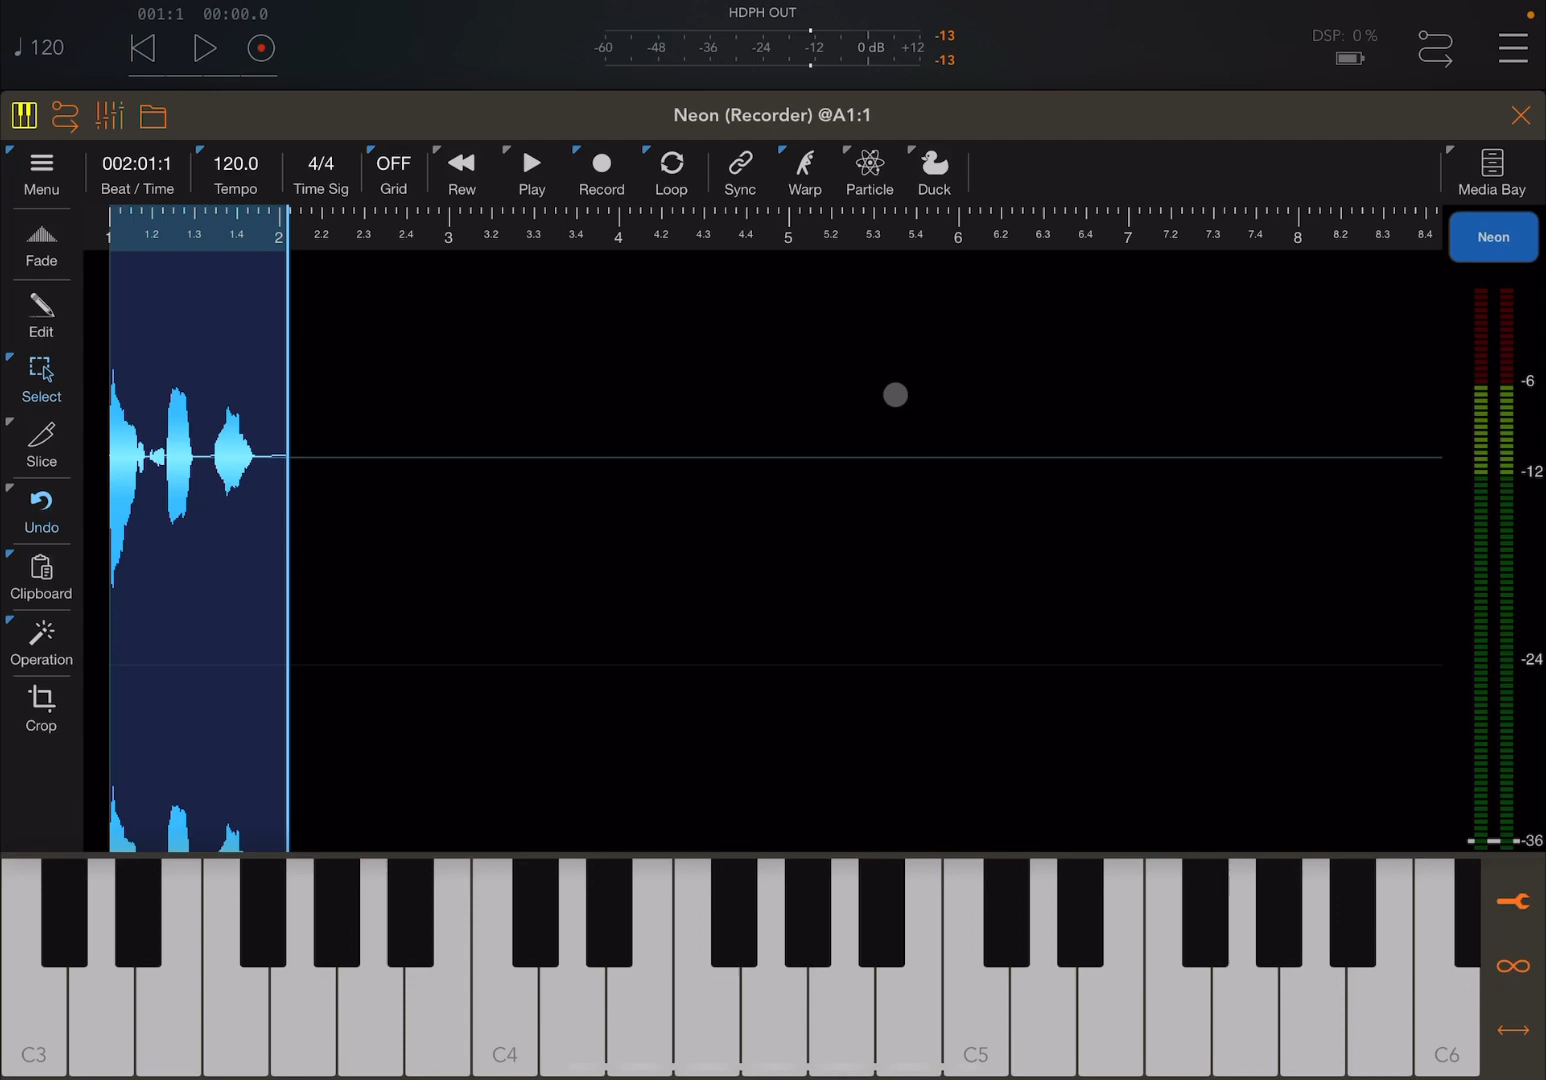 001:1 00:00.0
HDPH OUT
120
-60 -48 -36 -24 -12 0 dB +12
-13
-13
DSP: 0 %
Neon (Recorder) @A1:1
Menu
002:01:1
Beat / Time
120.0
Tempo
4/4
Time Sig
OFF
Grid
Rew
Play
Record
Loop
Sync
Warp
Particle
Duck
Media Bay
1 1.2 1.3 1.4 2 2.2 2.3 2.4 3 3.2 3.3 3.4 4 4.2 4.3 4.4 5 5.2 5.3 5.4 6 6.2 6.3 6.4 7 7.2 7.3 7.4 8 8.2 8.3 8.4
Neon
Fade
Edit
Select
Slice
Undo
Clipboard
Operation
Crop
-6
-12
-24
-36
C3 C4 C5 C6